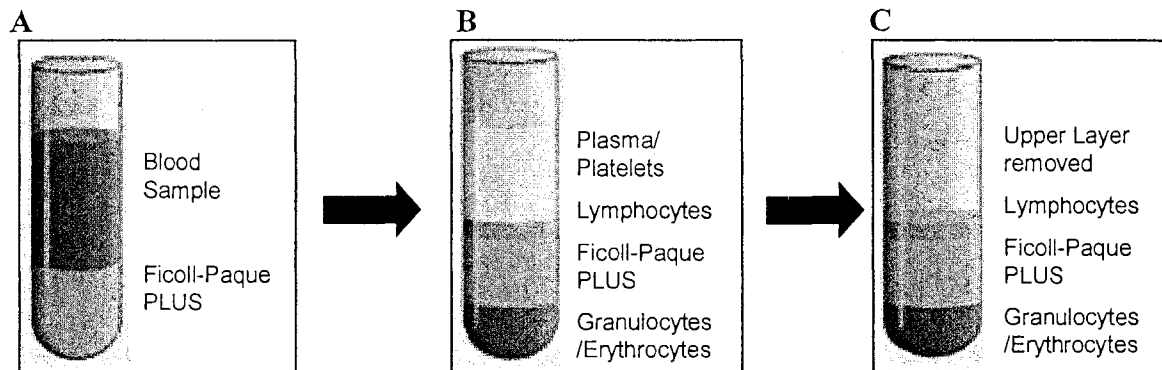 A
Blood
Sample
Ficoll-Paque
PLUS
B
Plasma/
Platelets
Lymphocytes
Ficoll-Paque
PLUS
Granulocytes
/Erythrocytes
C
Upper Layer
removed
Lymphocytes
Ficoll-Paque
PLUS
Granulocytes
/Erythrocytes